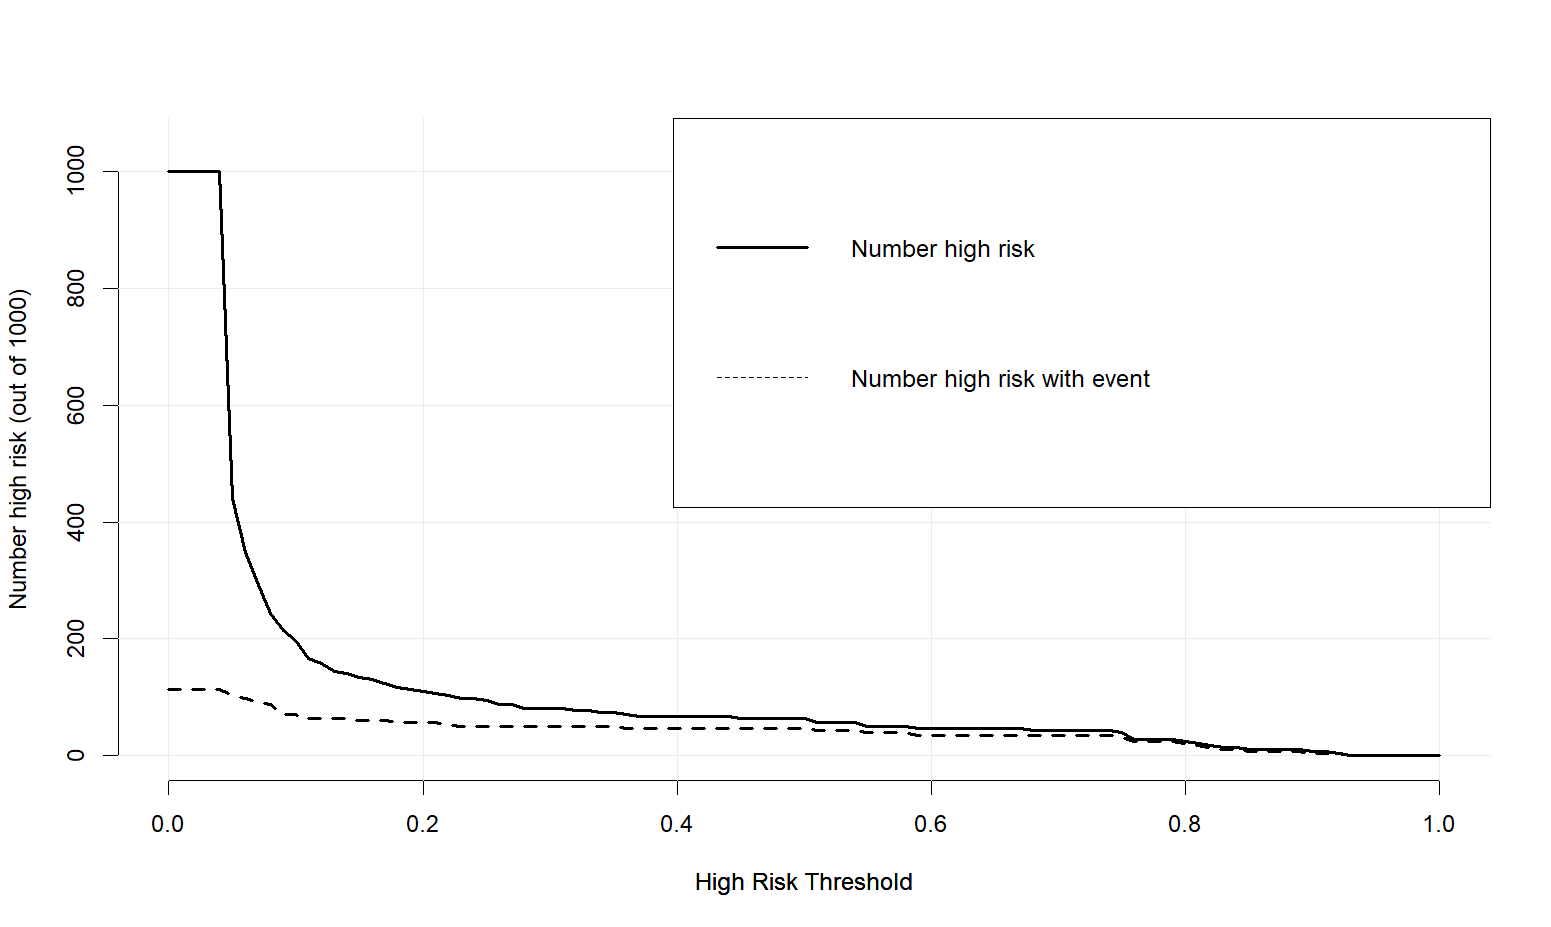 Number high risk (out of 1000)
1000
800
600
400
200
0
Number high risk
Number high risk with event
0.0 0.2 0.4 0.6 0.8 1.0
High Risk Threshold